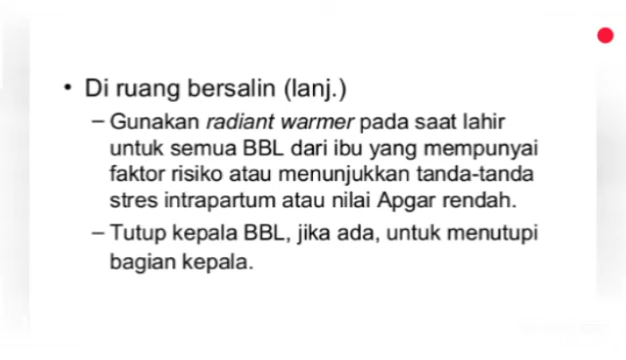 • Di ruang bersalin (lanj.)
– Gunakan radiant warmer pada saat lahir
untuk semua BBL dari ibu yang mempunyai
faktor risiko atau menunjukkan tanda-tanda
stres intrapartum atau nilai Apgar rendah.
– Tutup kepala BBL, jika ada, untuk menutupi
bagian kepala.